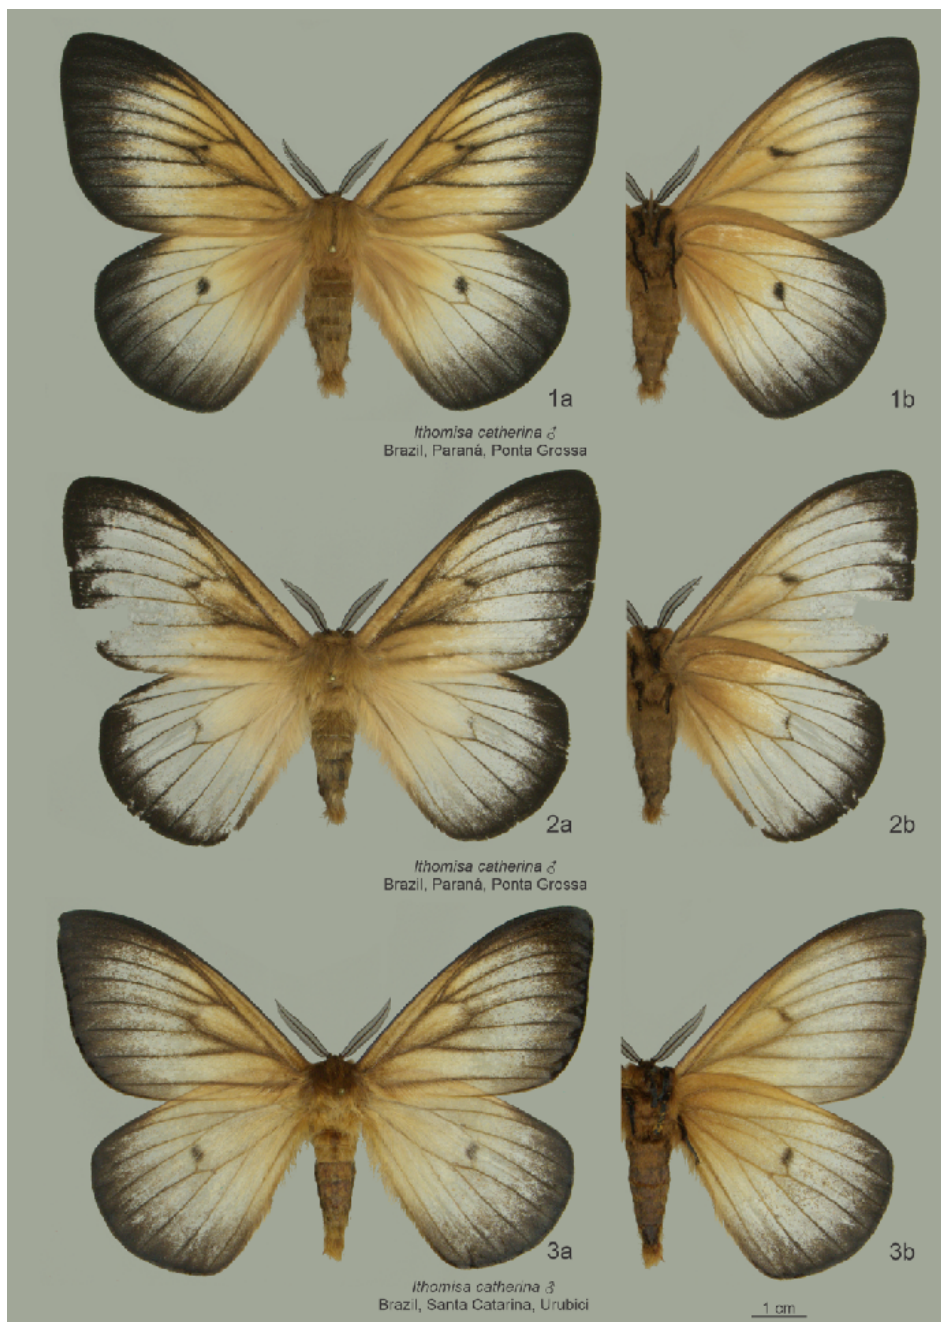 1a
1b
Ithomisa catherina ♂
Brazil, Paraná, Ponta Grossa
2a
2b
Ithomisa catherina ♂
Brazil, Paraná, Ponta Grossa
3a
3b
Ithomisa catherina ♂
Brazil, Santa Catarina, Urubici
1 cm